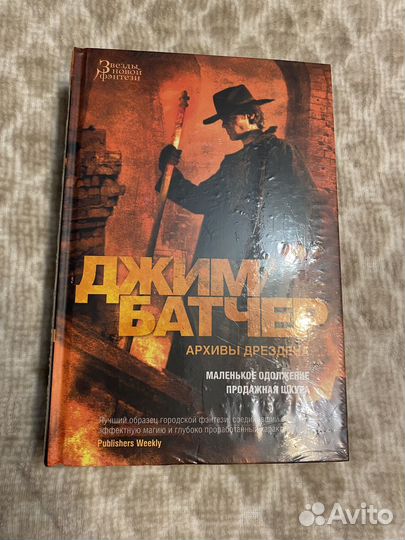 Звезды
новой
фэнтези
ДЖИМ
БАТЧЕР
АРХИВЫ ДРЕЗДЕНА
МАЛЕНЬКОЕ ОДОЛЖЕНИЕ
ПРОДАЖНАЯ ШКУРА
Лучший образец городской фэнтези
эффектную магию и глубоко проработанный
Publishers Weekly
Avito